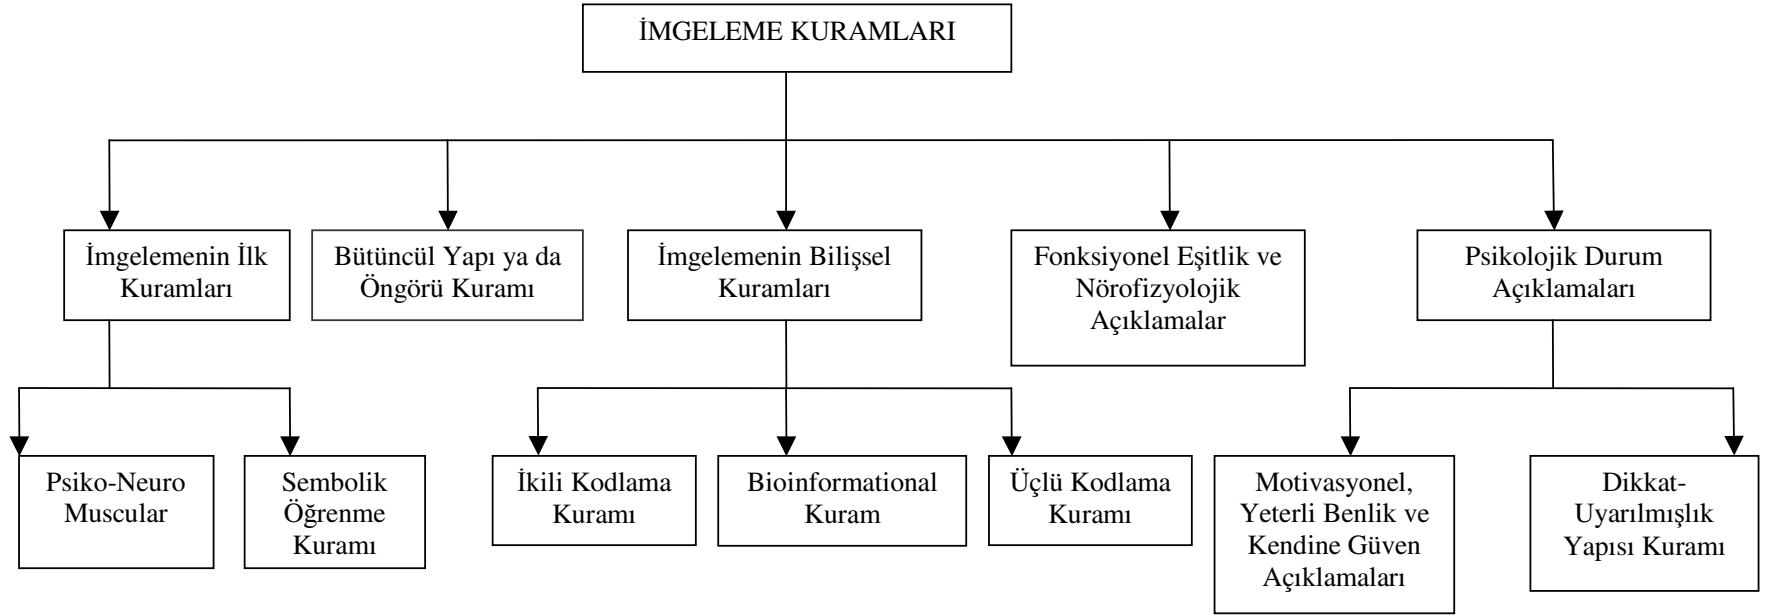 İMGELEME KURAMLARI
İmgelemenin İlk
Kuramları
Bütüncül Yapı ya da
Öngörü Kuramı
İmgelemenin Bilişsel
Kuramları
Fonksiyonel Eşitlik ve
Nörofizyolojik
Açıklamalar
Psikolojik Durum
Açıklamaları
Psiko-Neuro
Muscular
Sembolik
Öğrenme
Kuramı
İkili Kodlama
Kuramı
Bioinformational
Kuram
Üçlü Kodlama
Kuramı
Motivasyonel,
Yeterli Benlik ve
Kendine Güven
Açıklamaları
Dikkat-
Uyarılmışlık
Yapısı Kuramı